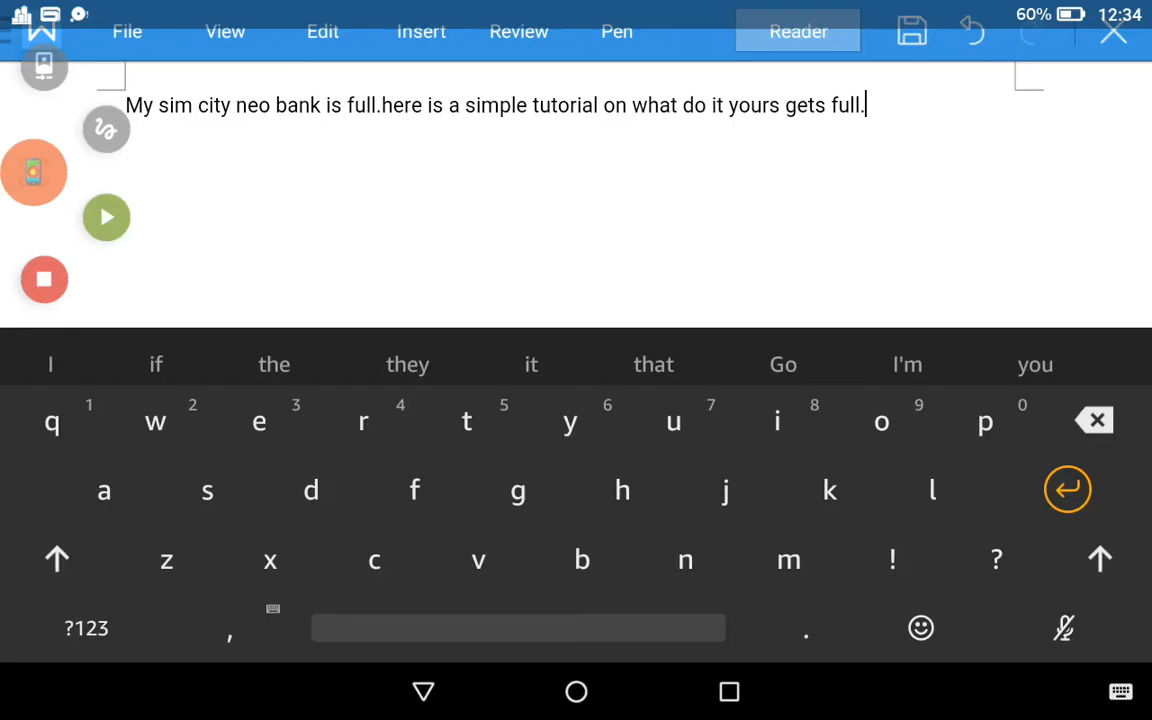 60% 12:34
File View Edit Insert Review Pen Reader
My sim city neo bank is full.here is a simple tutorial on what do it yours gets full.
I if the they it that Go I'm you
1 2 3 4 5 6 7 8 9 0
q w e r t y u i o p
a s d f g h j k l
z x c v b n m ! ?
?123 , .